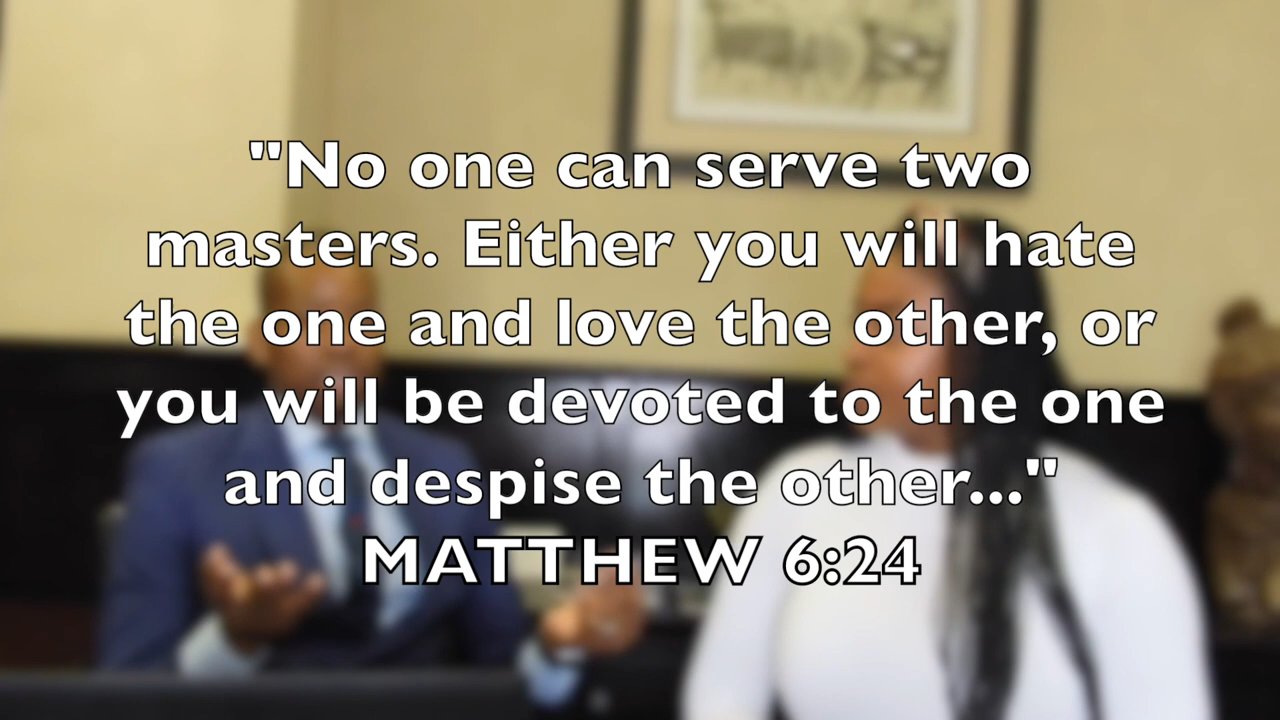 "No one can serve two
masters. Either you will hate
the one and love the other, or
you will be devoted to the one
and despise the other..."
MATTHEW 6:24